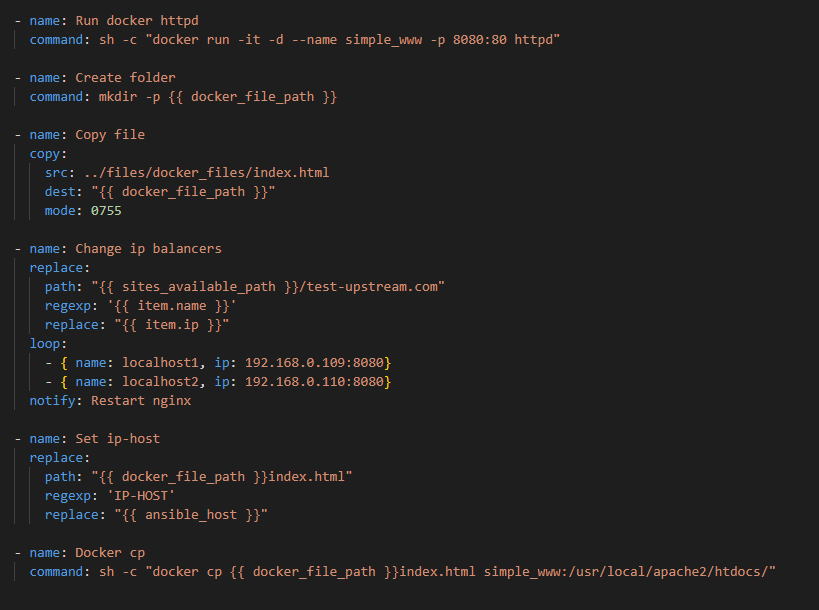 - name: Run docker httpd
  command: sh -c "docker run -it -d --name simple_www -p 8080:80 httpd"

- name: Create folder
  command: mkdir -p {{ docker_file_path }}

- name: Copy file
  copy:
    src: ../files/docker_files/index.html
    dest: "{{ docker_file_path }}"
    mode: 0755

- name: Change ip balancers
  replace:
    path: "{{ sites_available_path }}/test-upstream.com"
    regexp: '{{ item.name }}'
    replace: "{{ item.ip }}"
  loop:
    - { name: localhost1, ip: 192.168.0.109:8080}
    - { name: localhost2, ip: 192.168.0.110:8080}
  notify: Restart nginx

- name: Set ip-host
  replace:
    path: "{{ docker_file_path }}index.html"
    regexp: 'IP-HOST'
    replace: "{{ ansible_host }}"

- name: Docker cp
  command: sh -c "docker cp {{ docker_file_path }}index.html simple_www:/usr/local/apache2/htdocs/"